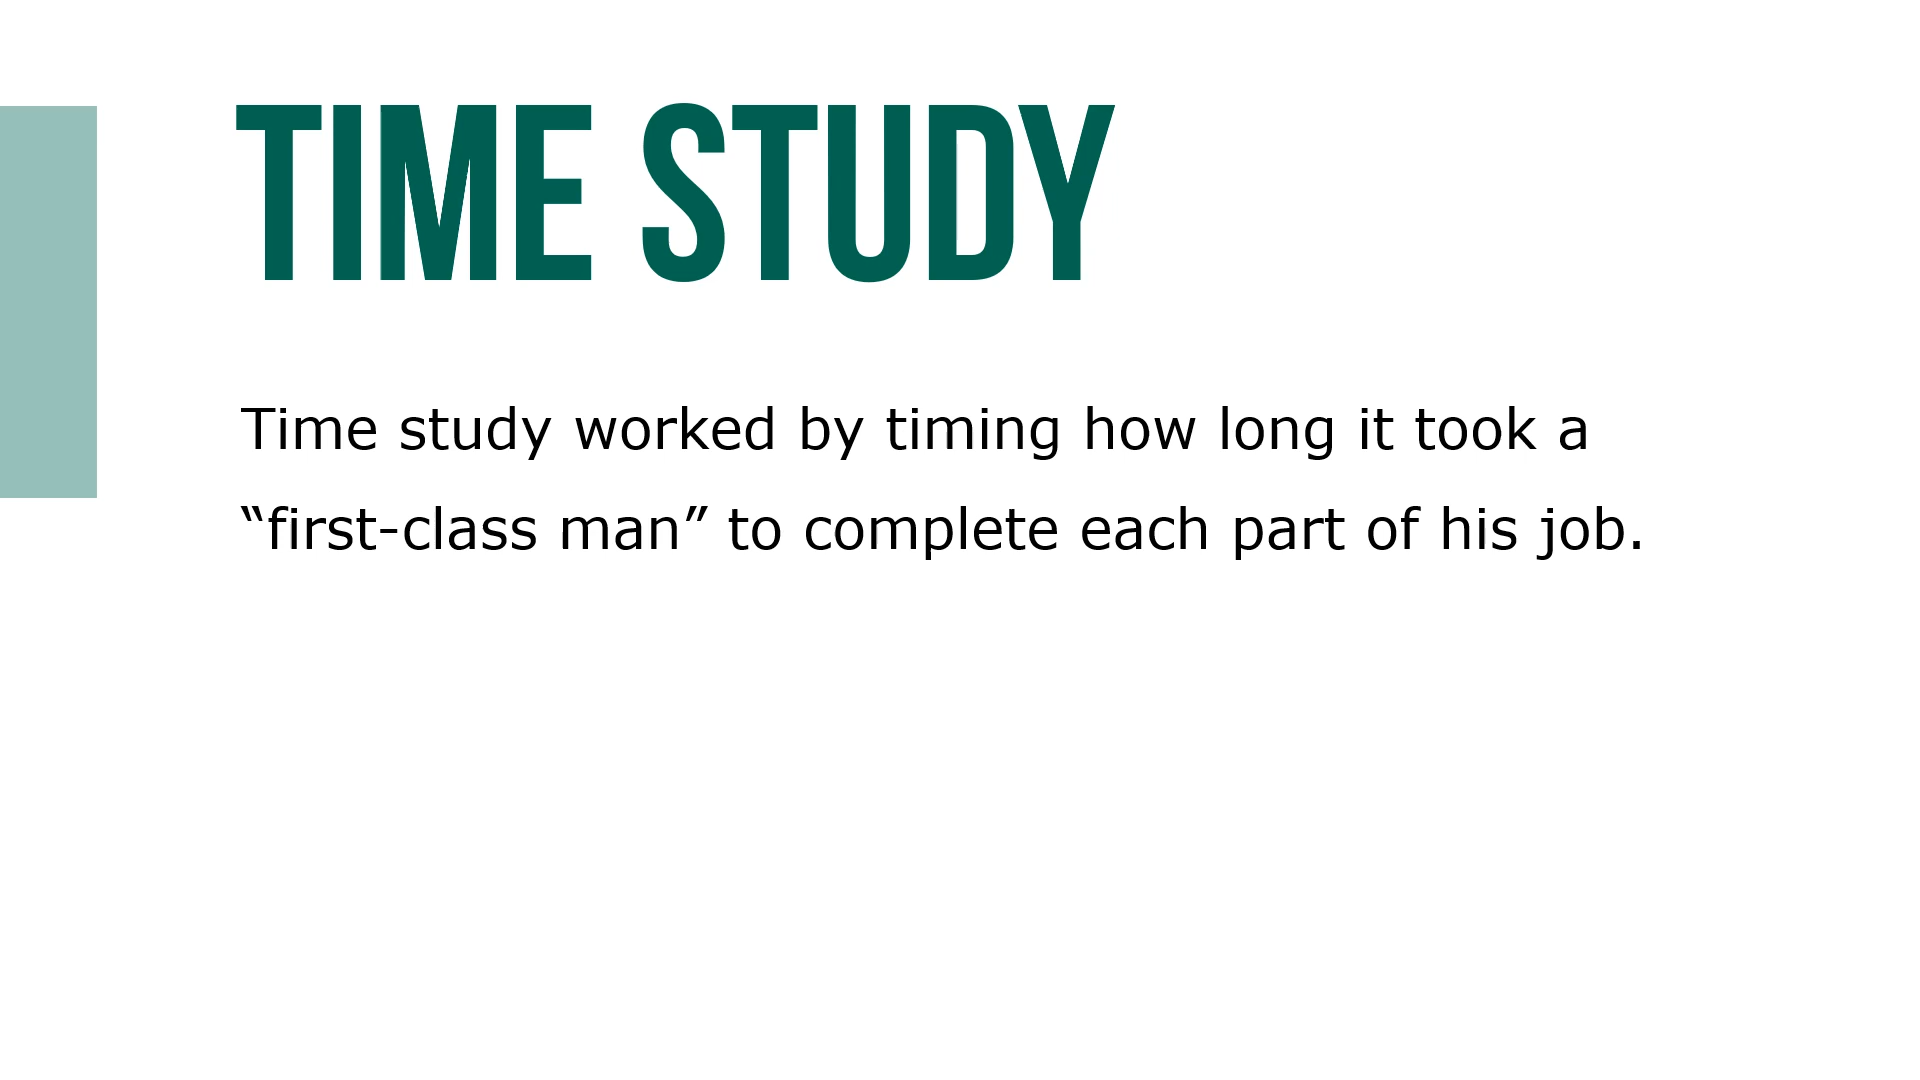 TIME STUDY
Time study worked by timing how long it took a
“first-class man” to complete each part of his job.